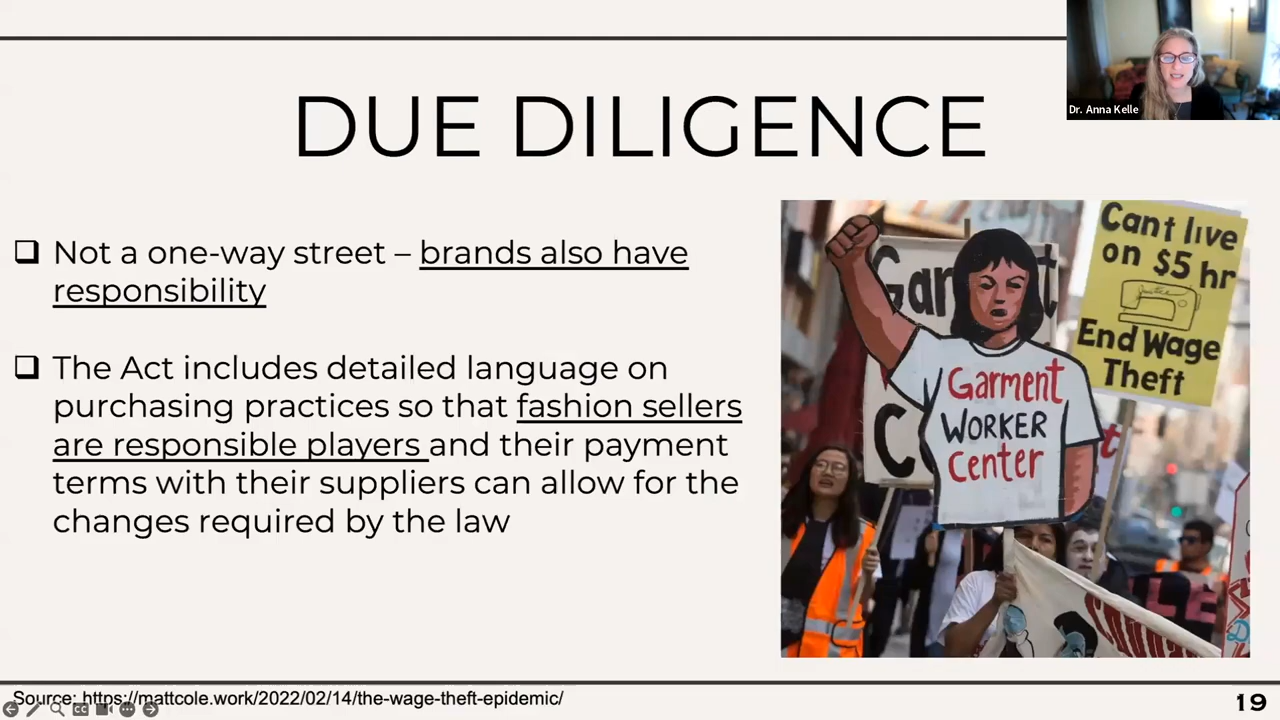 Dr. Anna Kelle
DUE DILIGENCE
Not a one-way street – brands also have
responsibility
The Act includes detailed language on
purchasing practices so that fashion sellers
are responsible players and their payment
terms with their suppliers can allow for the
changes required by the law
Cant live
on $5 hr
Justice
End Wage
Theft
Garment
WORKER
Center
Source: https://mattcole.work/2022/02/14/the-wage-theft-epidemic/
CC
19